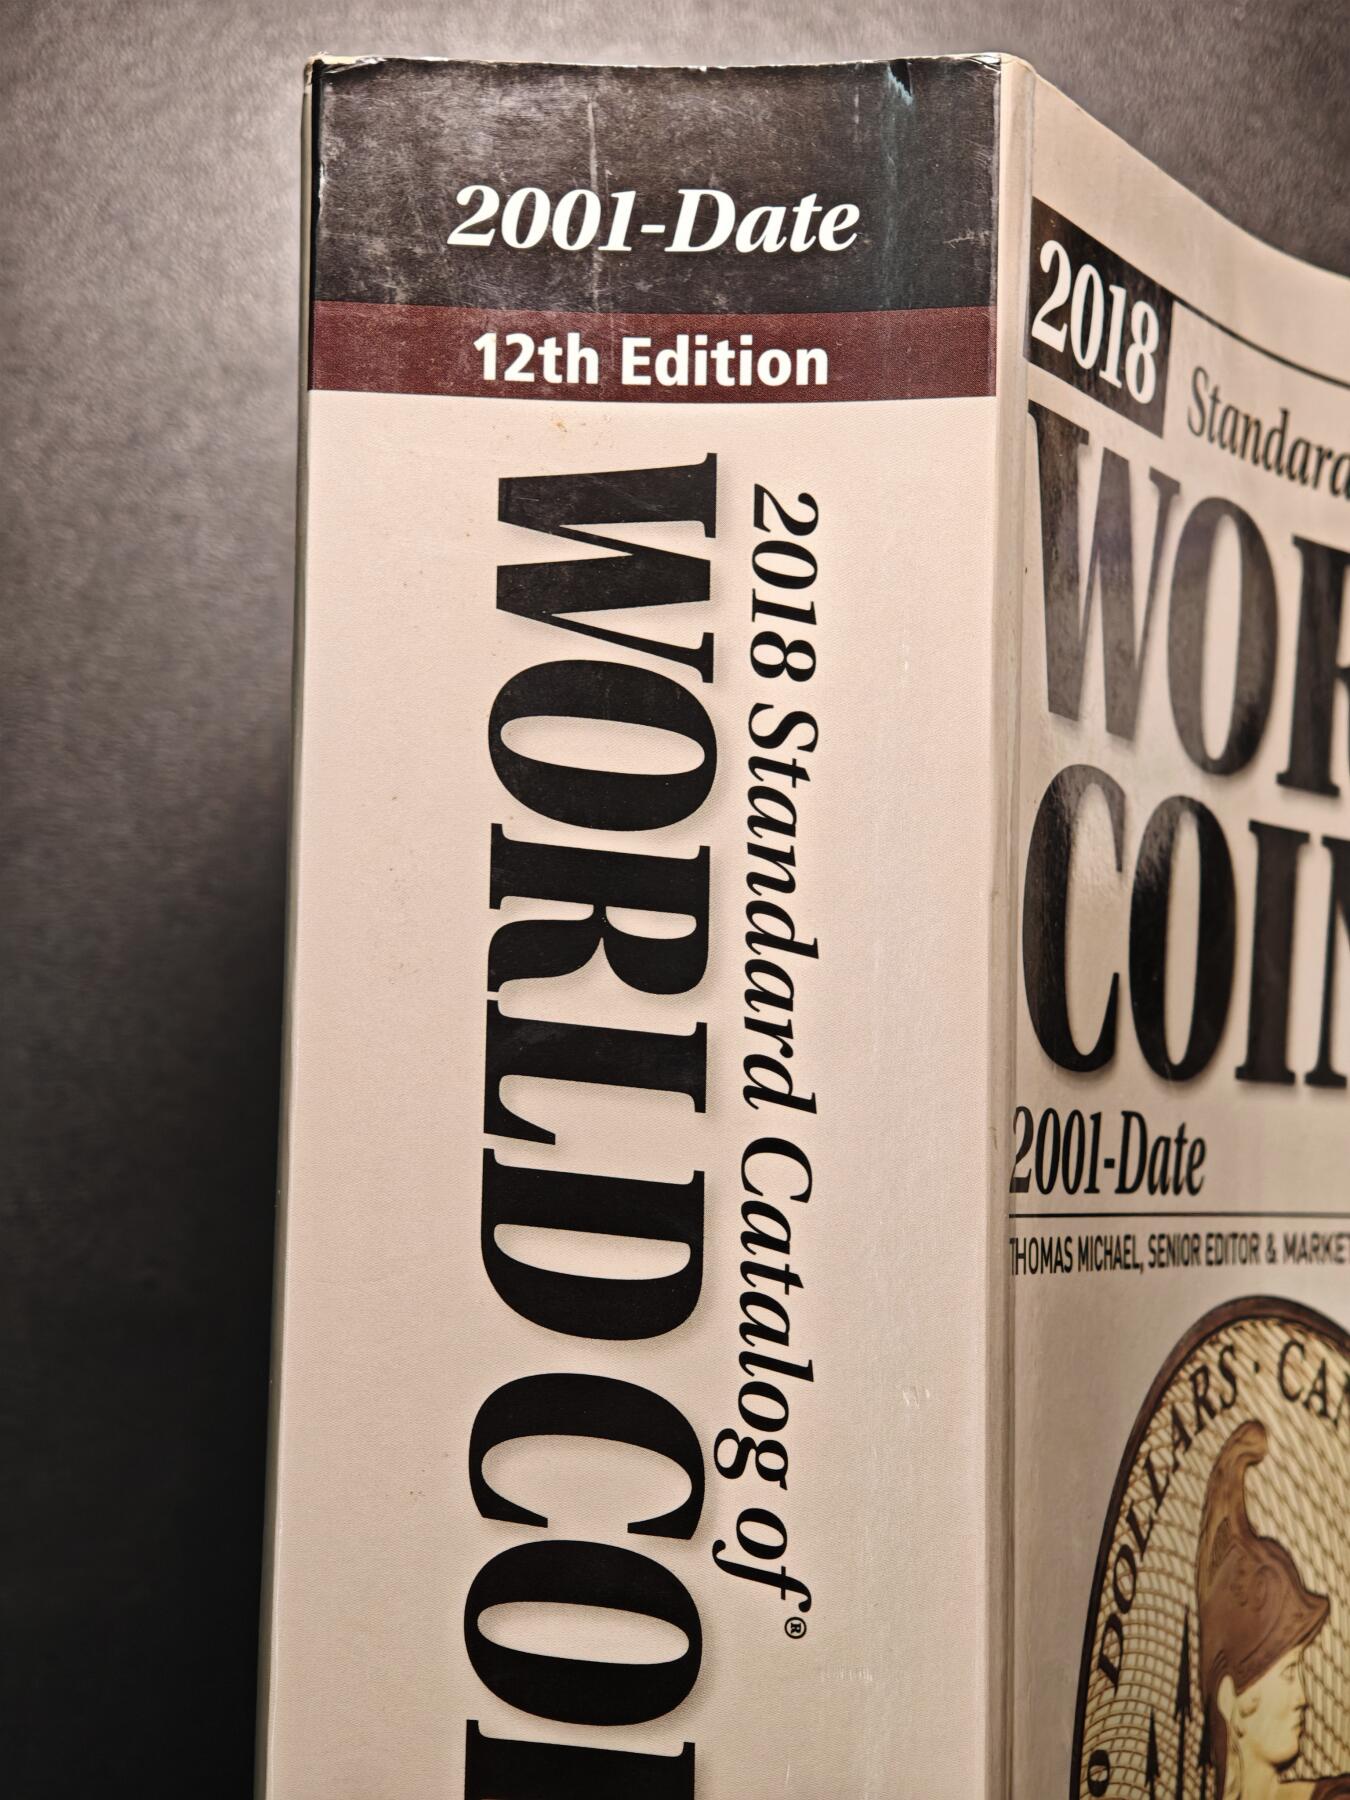 2001-Date
12th Edition
2018 Standard Catalog of®
WORLD CO
2018
Standard
WOR
COIN
2001-Date
THOMAS MICHAEL, SENIOR EDITOR & MARKET
DOLLARS · CA